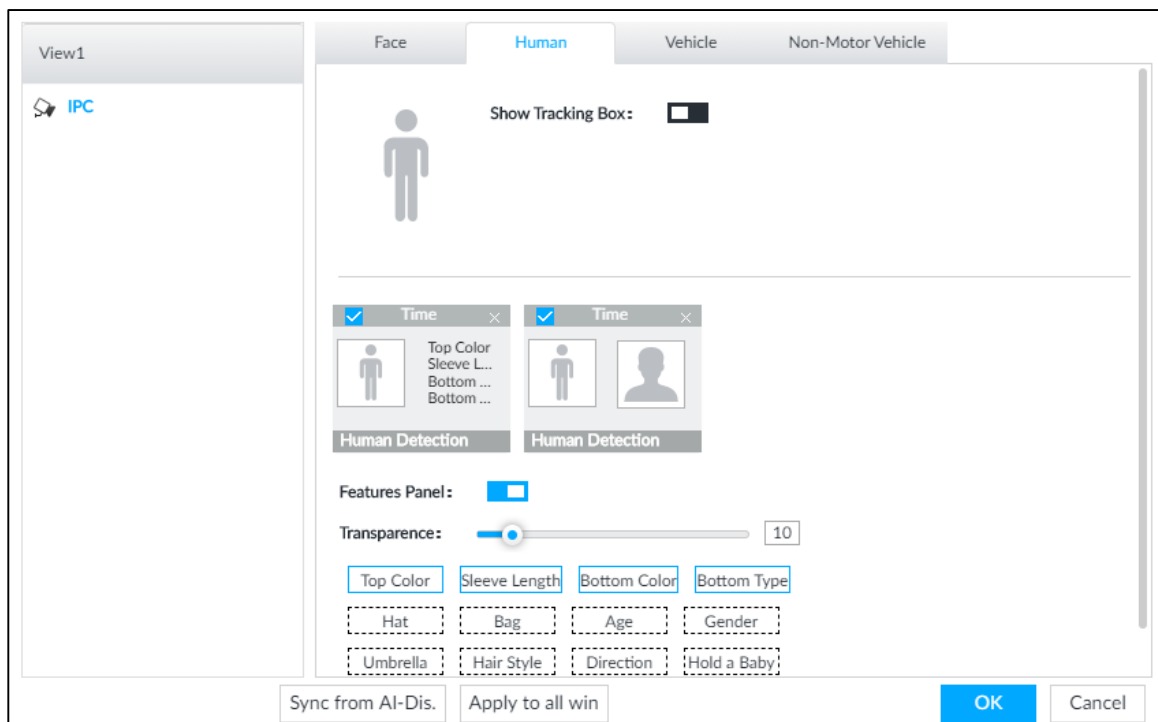 View1
IPC
Face Human Vehicle Non-Motor Vehicle
Show Tracking Box:
Time Time
Top Color
Sleeve L...
Bottom ...
Bottom ...
Human Detection Human Detection
Features Panel:
Transparence: 10
Top Color Sleeve Length Bottom Color Bottom Type
Hat Bag Age Gender
Umbrella Hair Style Direction Hold a Baby
Sync from AI-Dis. Apply to all win OK Cancel